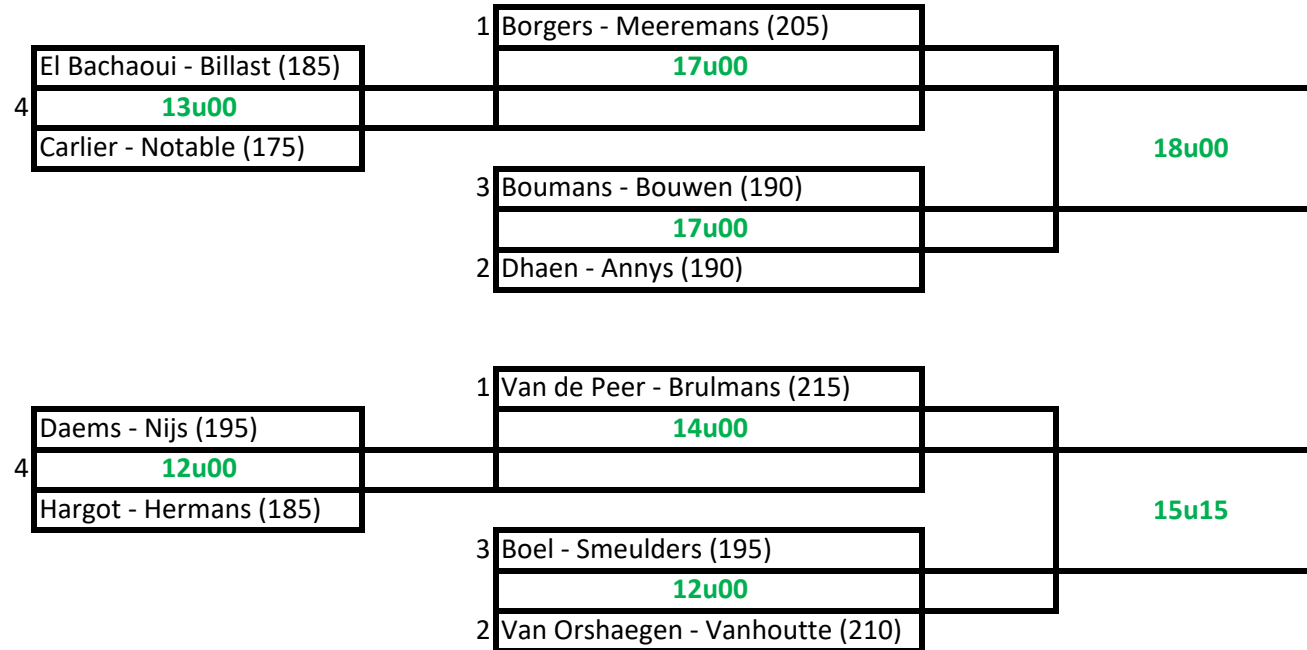 1 Borgers - Meeremans (205)
El Bachaoui - Billast (185)
17u00
4 13u00
Carlier - Notable (175)
18u00
3 Boumans - Bouwen (190)
17u00
2 Dhaen - Annys (190)
1 Van de Peer - Brulmans (215)
Daems - Nijs (195)
14u00
4 12u00
Hargot - Hermans (185)
15u15
3 Boel - Smeulders (195)
12u00
2 Van Orshaegen - Vanhoutte (210)